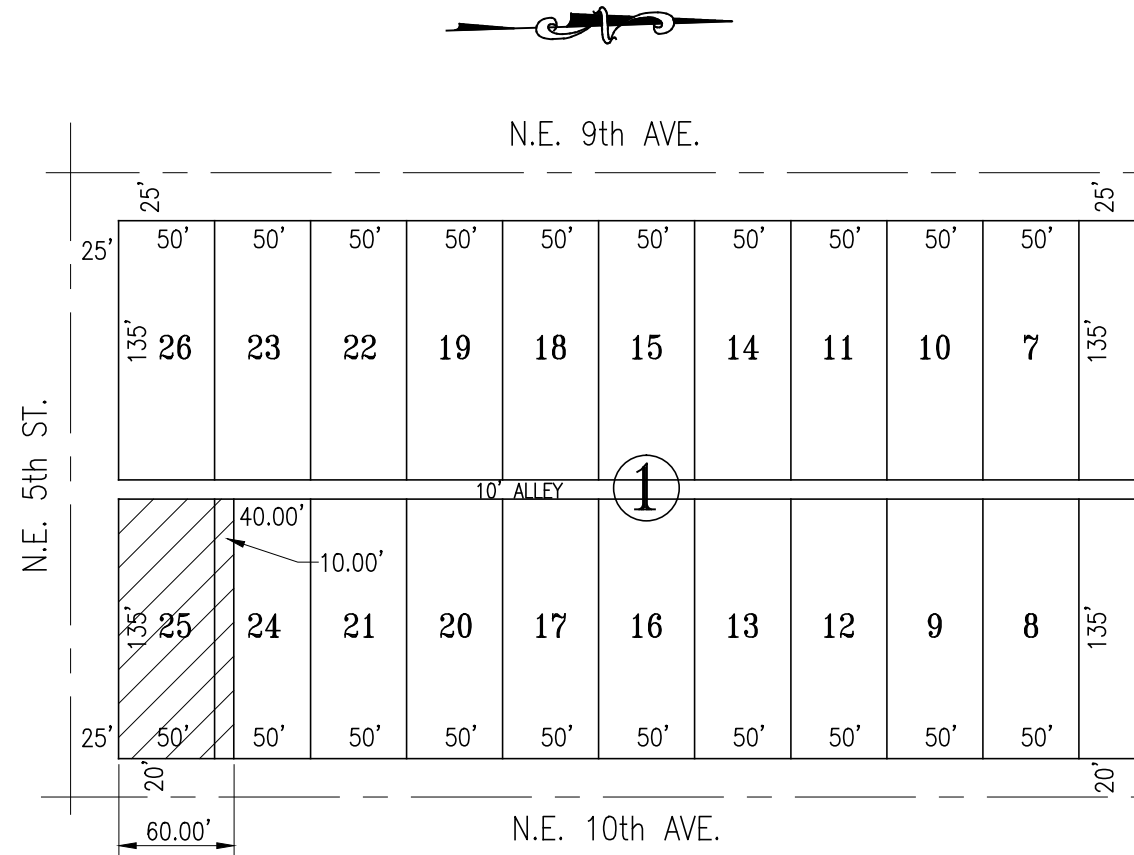 N.E. 9th AVE.
25' 25'
25' 50' 50' 50' 50' 50' 50' 50' 50' 50' 50'
135' 26 23 22 19 18 15 14 11 10 7 135'
N.E. 5th ST.
10' ALLEY 1
40.00'
10.00'
135' 25 24 21 20 17 16 13 12 9 8 135'
25' 50' 50' 50' 50' 50' 50' 50' 50' 50' 50'
20' 20'
60.00' N.E. 10th AVE.